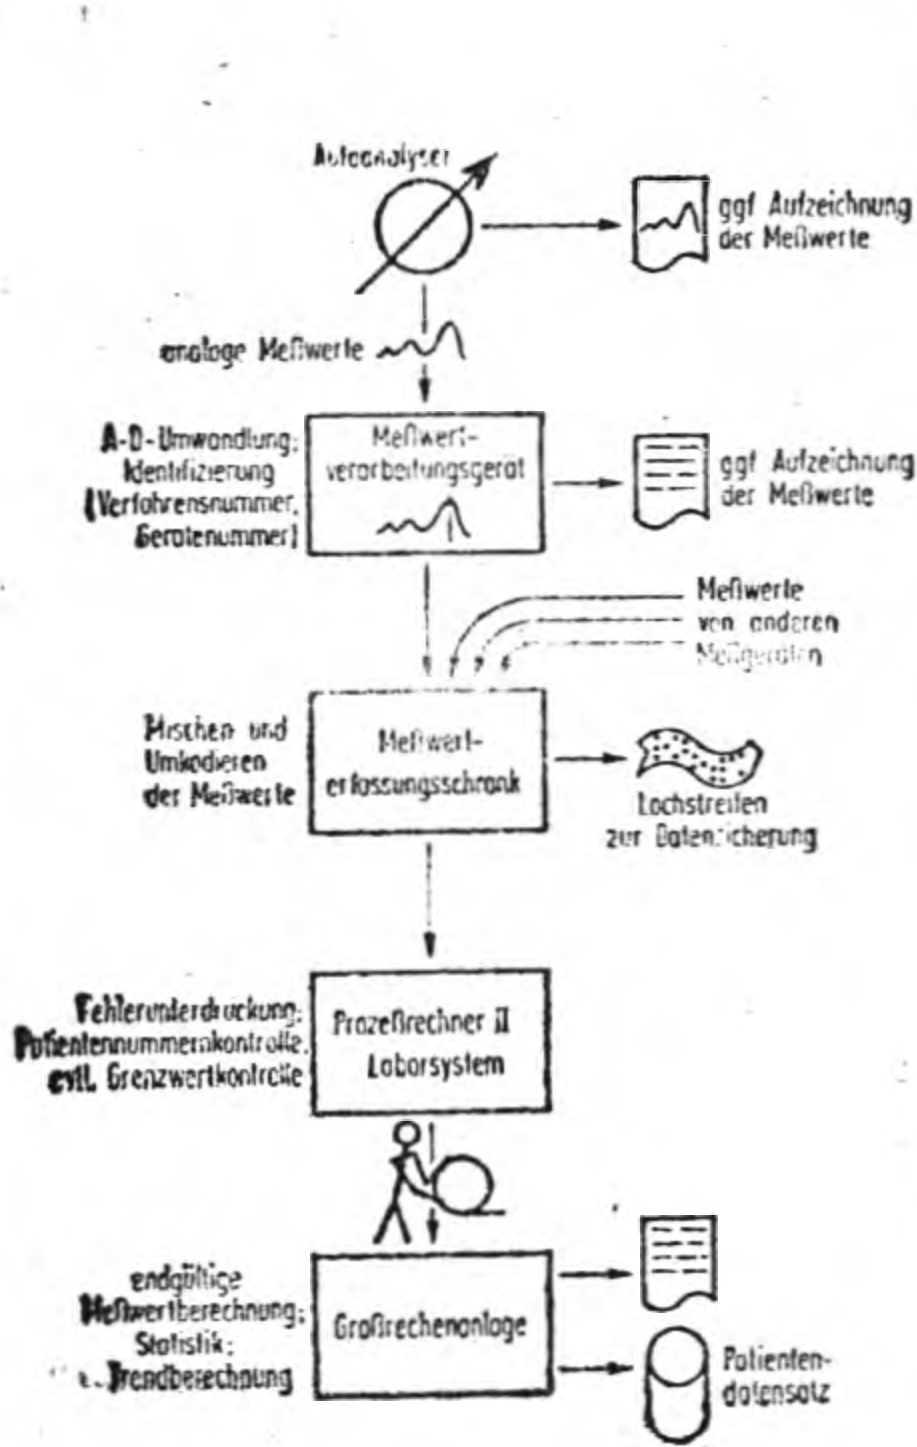 Autoanalyser
ggf Aufzeichnung
der Meßwerte
analoge Meßwerte
A-D-Umwandlung;
Identifizierung
(Verfahrensnummer,
Gerätenummer)
Meßwert-
verarbeitungsgerät
ggf Aufzeichnung
der Meßwerte
Meßwerte
von anderen
Meßgeräten
Mischen und
Umkodieren
der Meßwerte
Meßwert-
erfassungsschrank
Lochstreifen
zur Datensicherung
Fehlerunterdrückung;
Patientennummernkontrolle,
evtl. Grenzwertkontrolle
Prozeßrechner II
Laborsystem
endgültige
Meßwertberechnung;
Statistik;
Trendberechnung
Großrechenanlage
Patienten-
datensatz